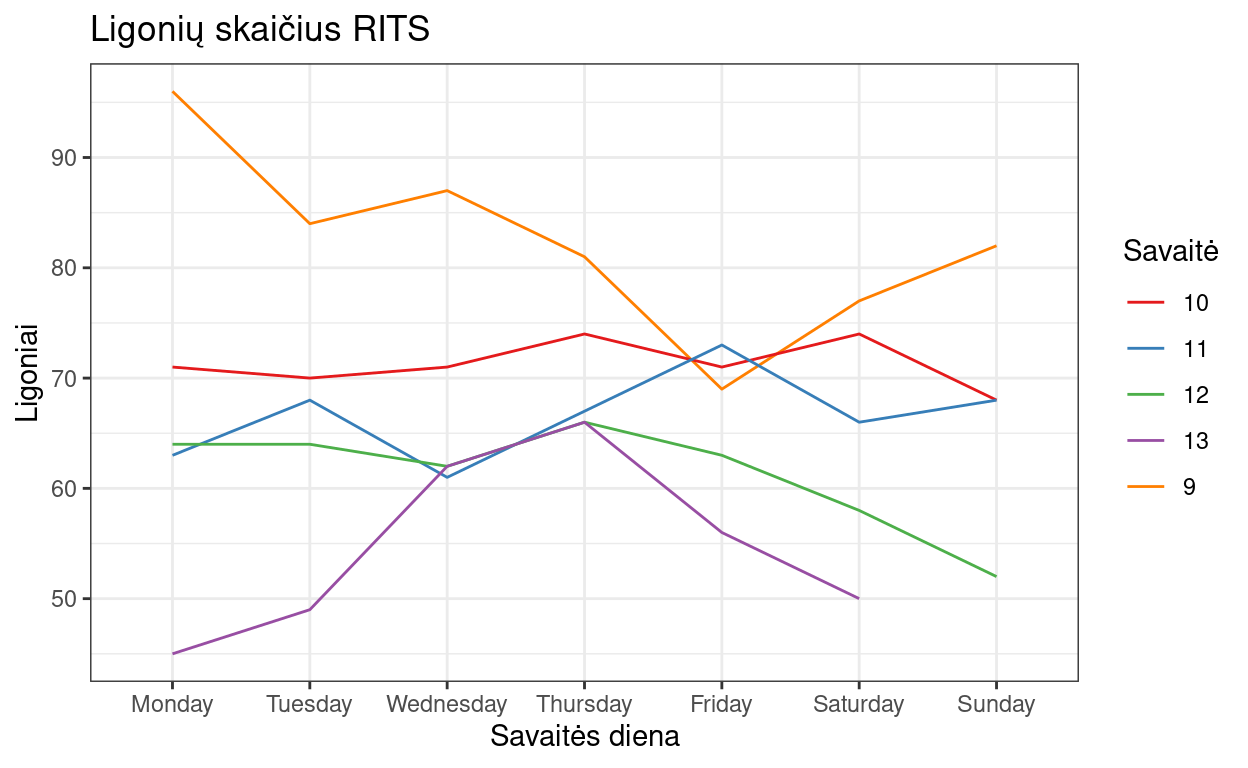 Ligonių skaičius RITS
90
80
70
60
50
Ligoniai
Monday Tuesday Wednesday Thursday Friday Saturday Sunday
Savaitės diena
Savaitė
10
11
12
13
9